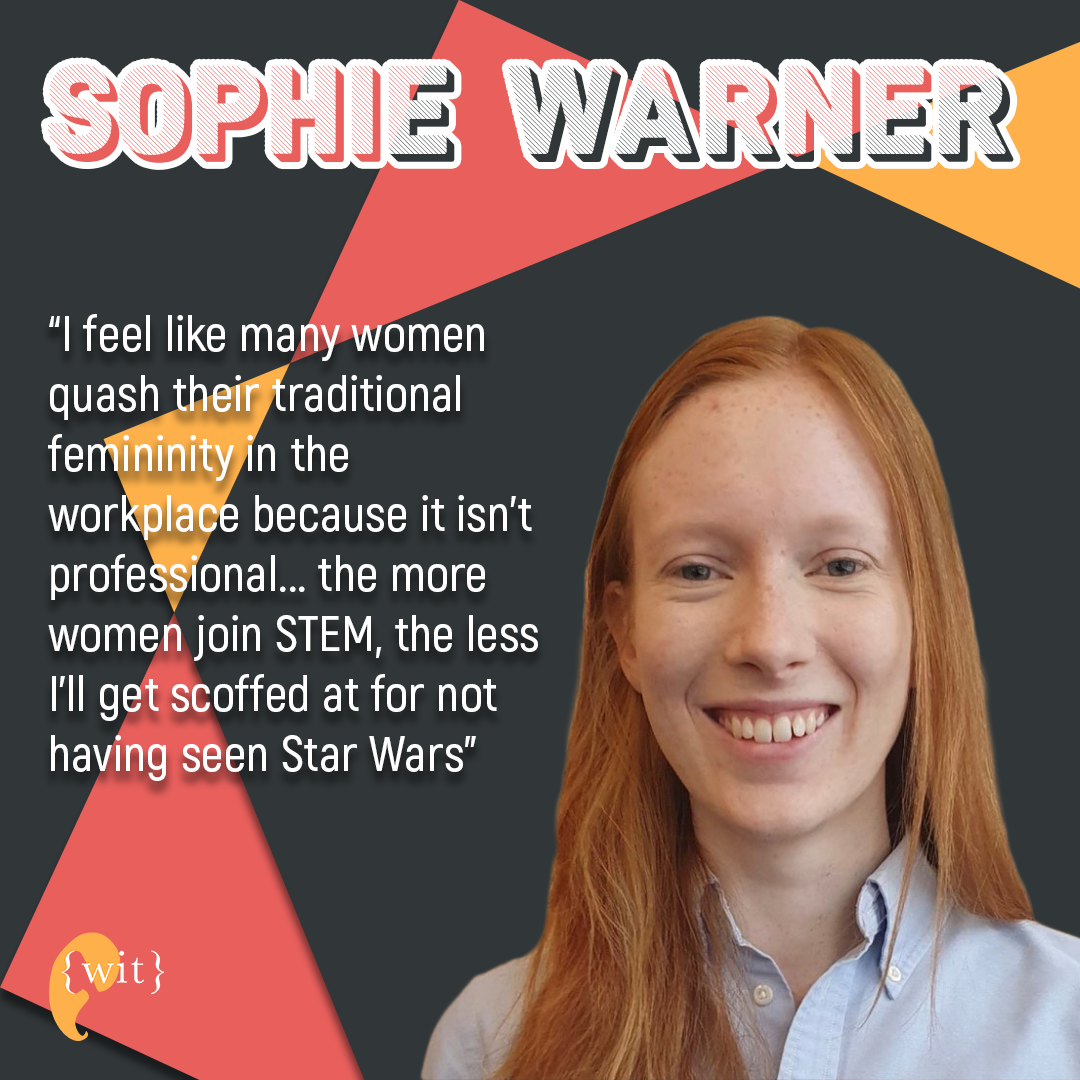 SOPHIE WARNER
“I feel like many women
quash their traditional
femininity in the
workplace because it isn’t
professional... the more
women join STEM, the less
I’ll get scoffed at for not
having seen Star Wars”
{wit}